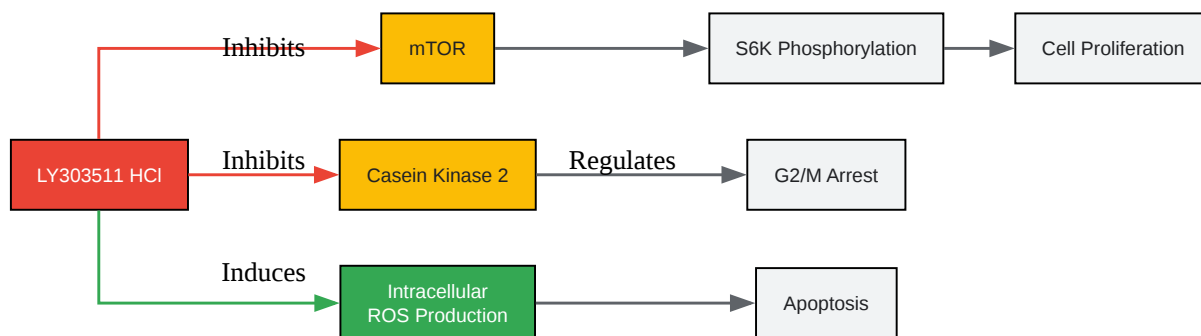 Inhibits
mTOR
S6K Phosphorylation
Cell Proliferation
LY303511 HCl
Inhibits
Casein Kinase 2
Regulates
G2/M Arrest
Induces
Intracellular
ROS Production
Apoptosis